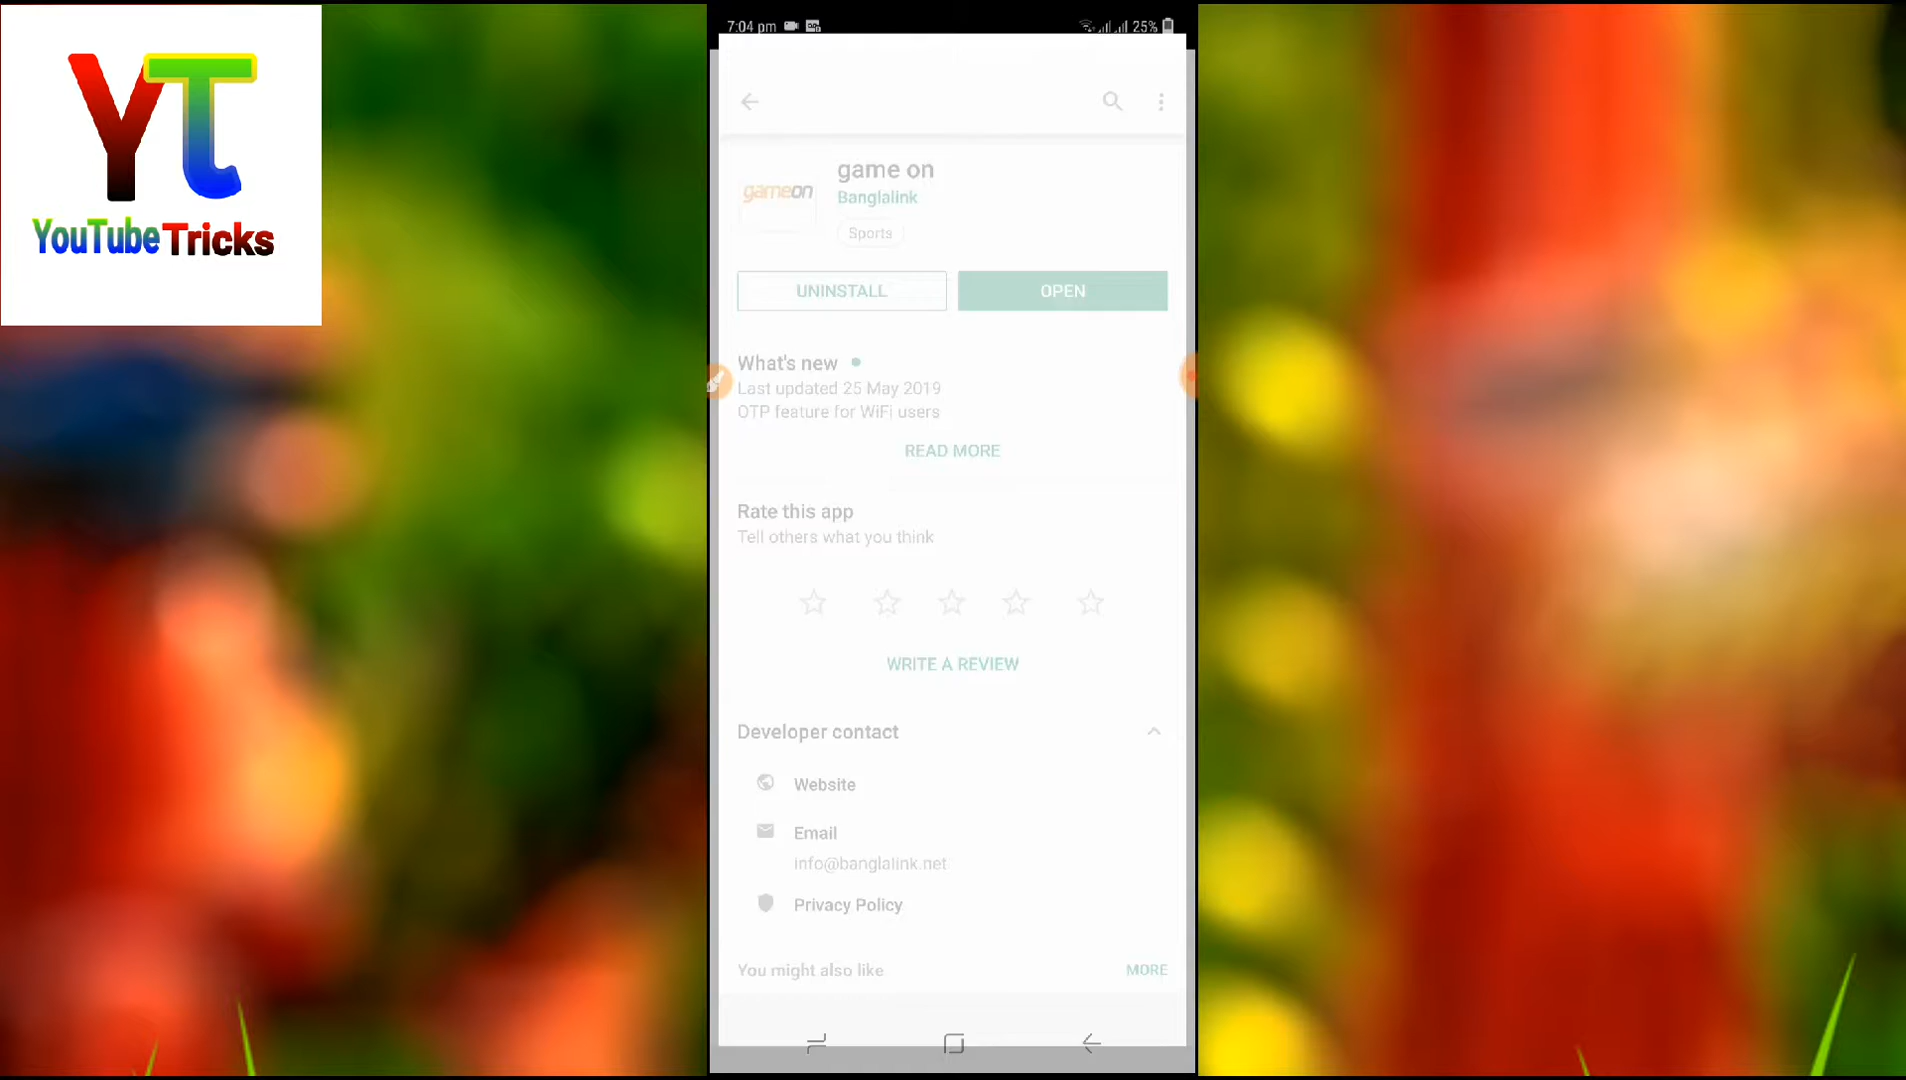 YT
YouTube Tricks
7:04 pm
25%
game on
gameon
Banglalink
Sports
UNINSTALL
OPEN
What's new
Last updated 25 May 2019
OTP feature for WiFi users
READ MORE
Rate this app
Tell others what you think
WRITE A REVIEW
Developer contact
Website
Email
info@banglalink.net
Privacy Policy
You might also like
MORE